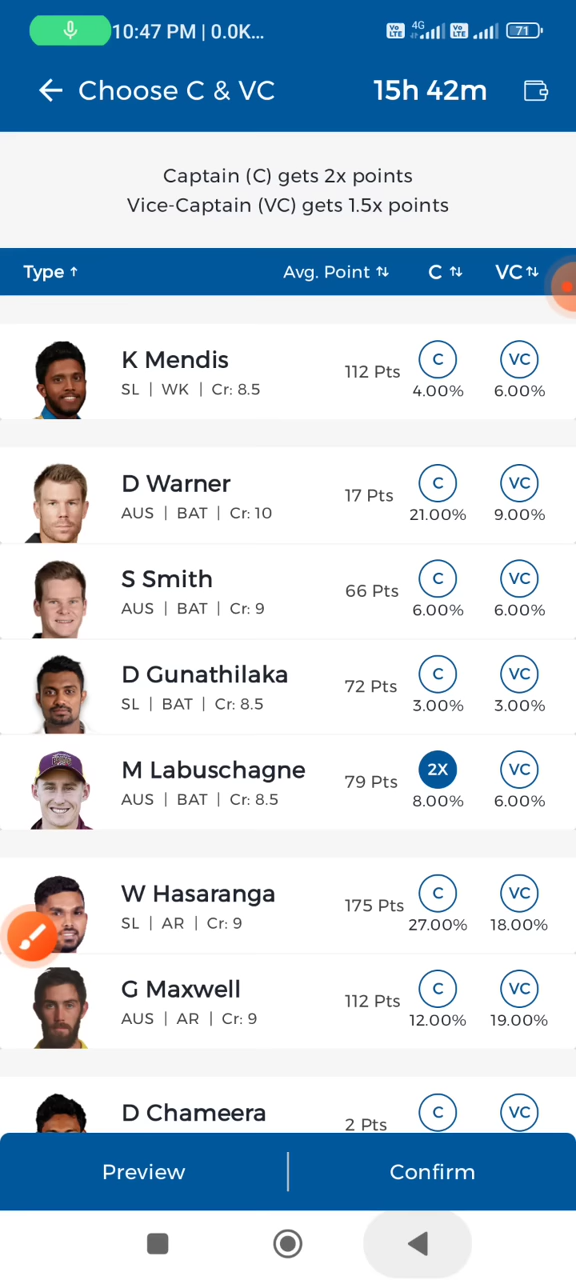 10:47 PM | 0.0K... Vo LTE 4G Vo LTE 71
Choose C & VC 15h 42m
Captain (C) gets 2x points
Vice-Captain (VC) gets 1.5x points
Type ↑ Avg. Point ↑↓ C ↑↓ VC ↑↓
K Mendis 112 Pts C VC
SL | WK | Cr: 8.5 4.00% 6.00%
D Warner 17 Pts C VC
AUS | BAT | Cr: 10 21.00% 9.00%
S Smith 66 Pts C VC
AUS | BAT | Cr: 9 6.00% 6.00%
D Gunathilaka 72 Pts C VC
SL | BAT | Cr: 8.5 3.00% 3.00%
M Labuschagne 79 Pts 2X VC
AUS | BAT | Cr: 8.5 8.00% 6.00%
W Hasaranga 175 Pts C VC
SL | AR | Cr: 9 27.00% 18.00%
G Maxwell 112 Pts C VC
AUS | AR | Cr: 9 12.00% 19.00%
D Chameera 2 Pts C VC
Preview | Confirm